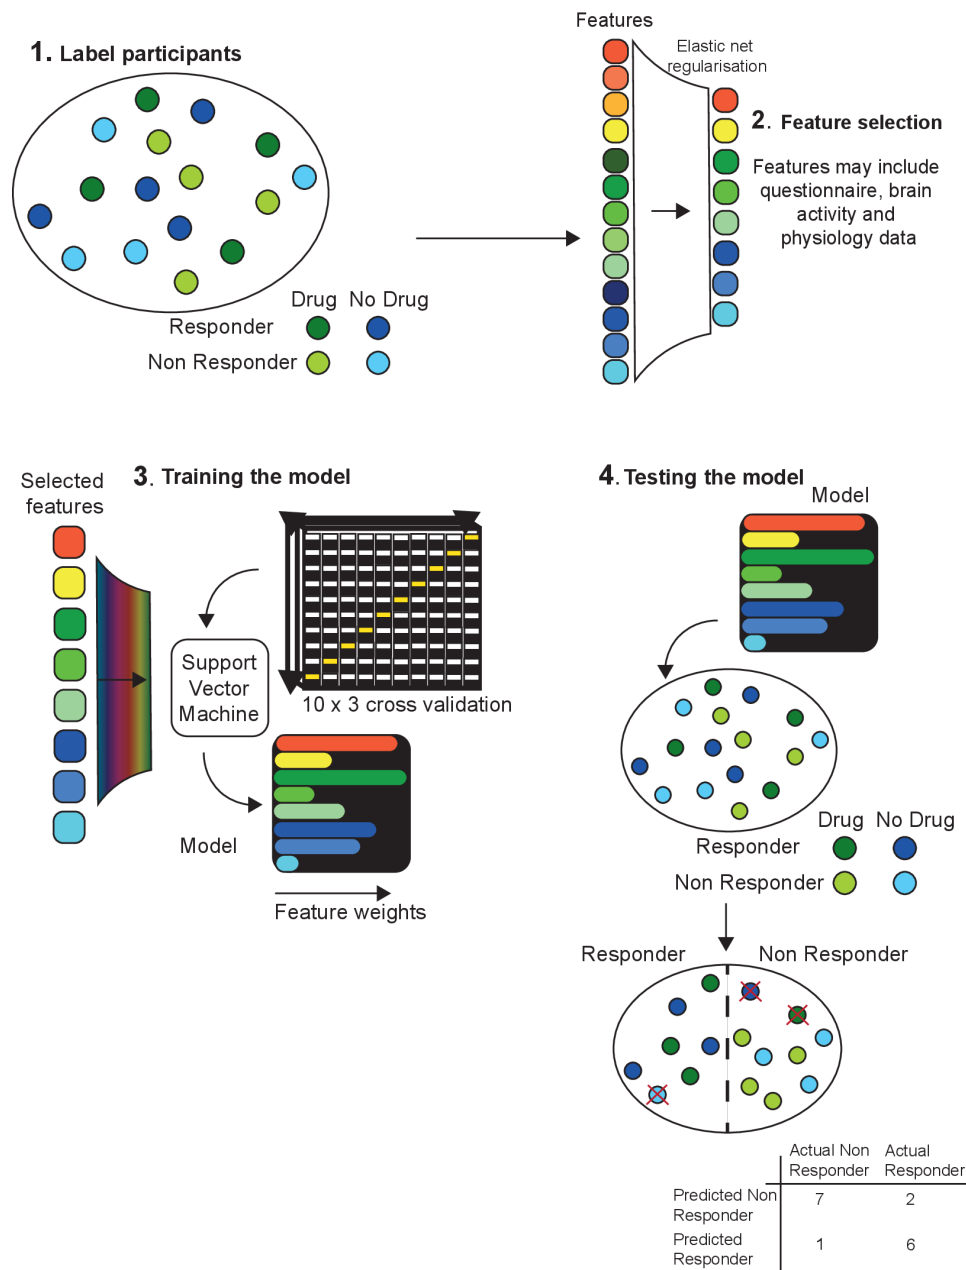 1. Label participants
Drug No Drug
Responder
Non Responder
Features
Elastic net
regularisation
2. Feature selection
Features may include
questionnaire, brain
activity and
physiology data
3. Training the model
Selected
features
Support
Vector
Machine
10 x 3 cross validation
Model
Feature weights
4. Testing the model
Model
Drug No Drug
Responder
Non Responder
Responder Non Responder
Actual Non Actual
Responder Responder
Predicted Non 7 2
Responder
Predicted 1 6
Responder